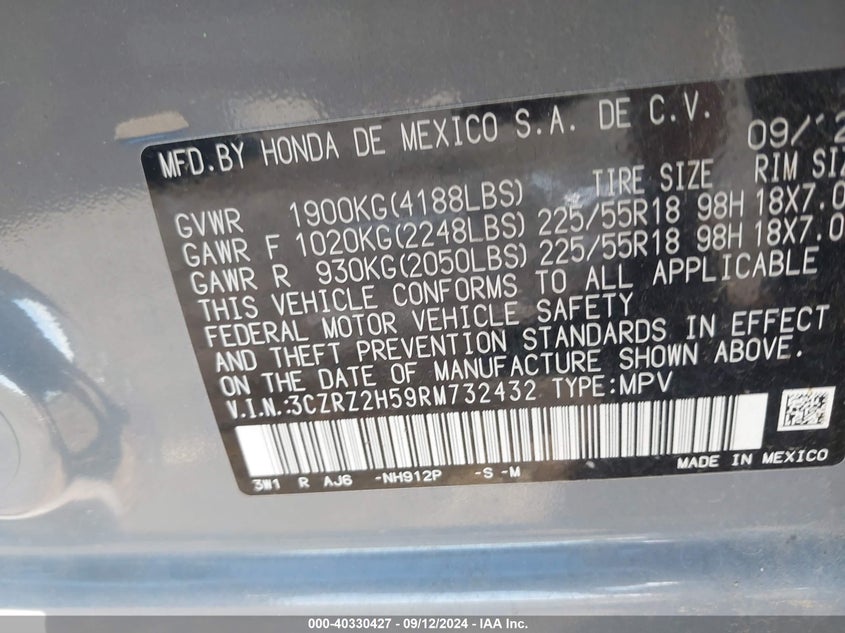 MFD.BY HONDA DE MEXICO S.A. DE C.V. 09/
TIRE SIZE RIM
GVWR 1900KG(4188LBS)
GAWR F 1020KG(2248LBS) 225/55R18 98H 18X7.0
GAWR R 930KG(2050LBS) 225/55R18 98H 18X7.0
THIS VEHICLE CONFORMS TO ALL APPLICABLE
FEDERAL MOTOR VEHICLE SAFETY
AND THEFT PREVENTION STANDARDS IN EFFECT
ON THE DATE OF MANUFACTURE SHOWN ABOVE.
V.I.N.:3CZRZ2H59RM732432 TYPE:MPV
MADE IN MEXICO
3W1 R AJ6 -NH912P -S -M
000-40330427 - 09/12/2024 - IAA Inc.